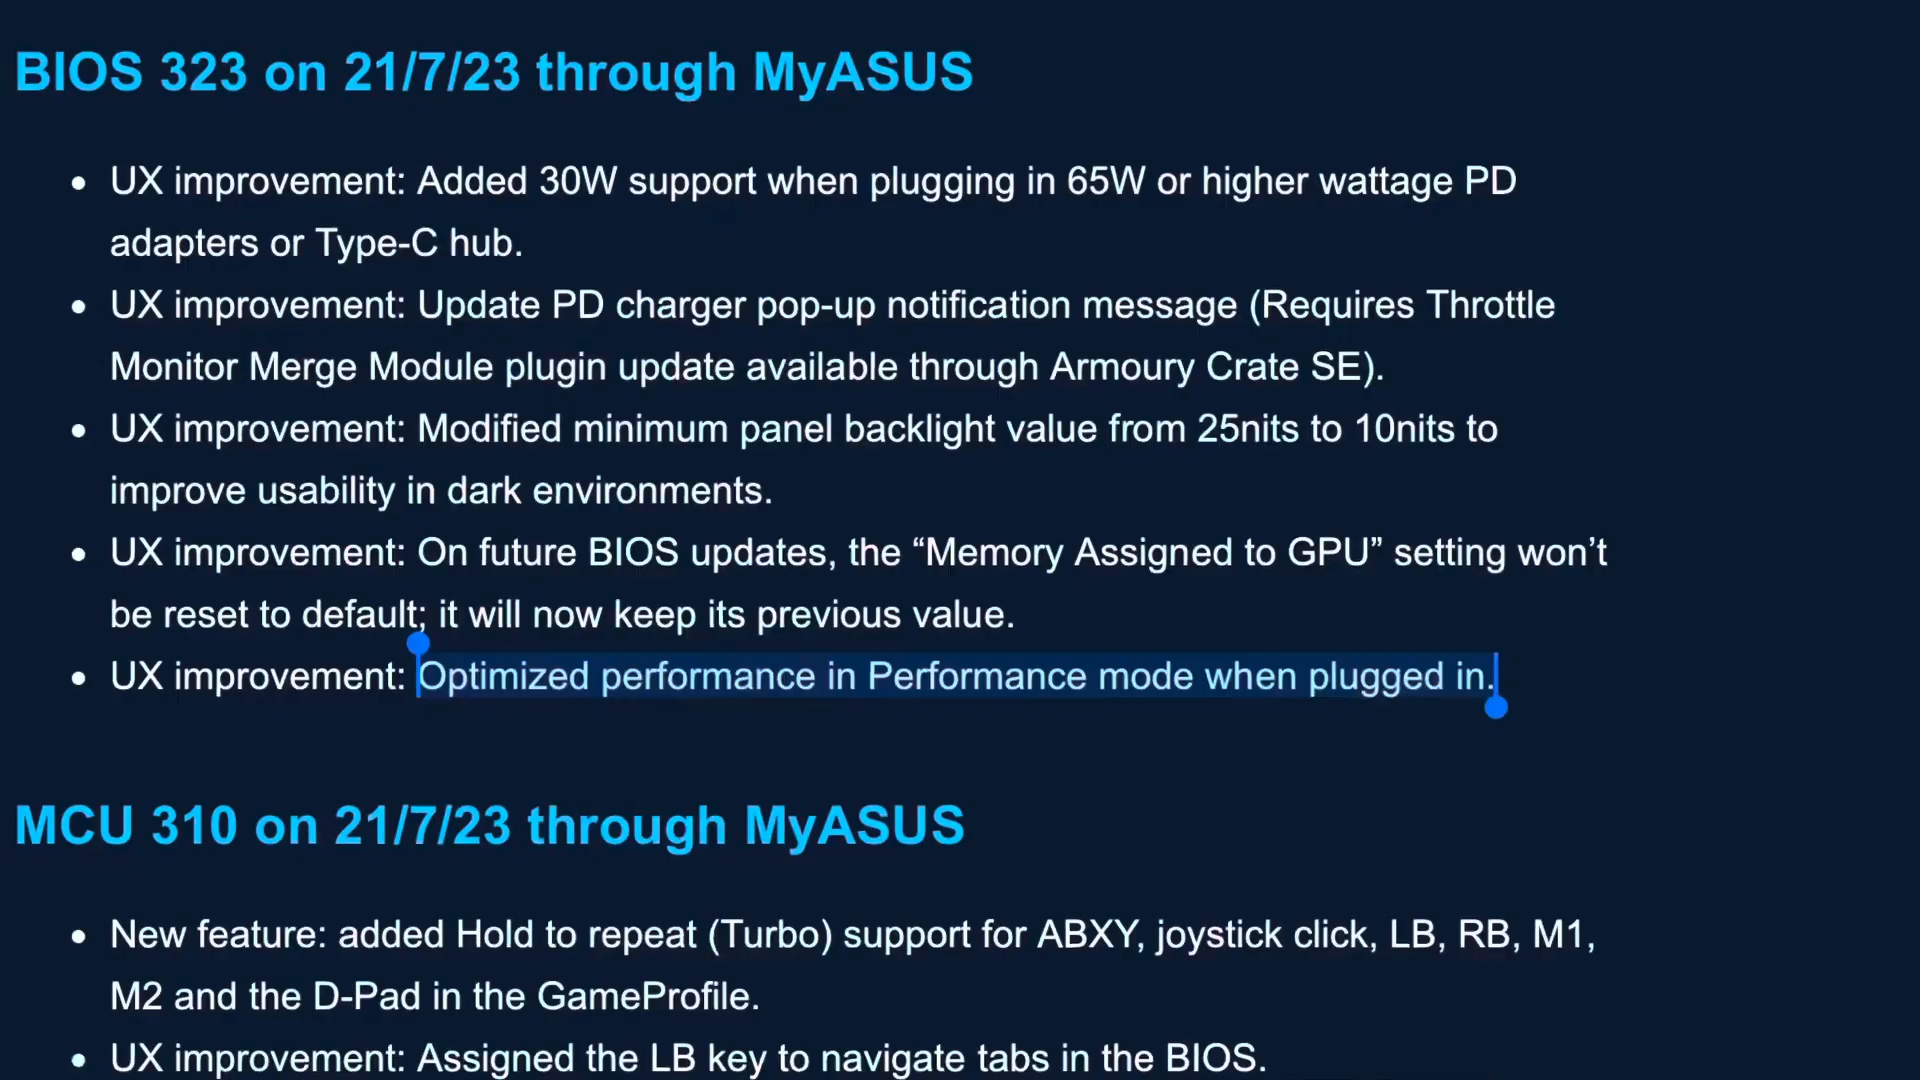 BIOS 323 on 21/7/23 through MyASUS
UX improvement: Added 30W support when plugging in 65W or higher wattage PD
adapters or Type-C hub.
UX improvement: Update PD charger pop-up notification message (Requires Throttle
Monitor Merge Module plugin update available through Armoury Crate SE).
UX improvement: Modified minimum panel backlight value from 25nits to 10nits to
improve usability in dark environments.
UX improvement: On future BIOS updates, the “Memory Assigned to GPU” setting won’t
be reset to default; it will now keep its previous value.
UX improvement: Optimized performance in Performance mode when plugged in.
MCU 310 on 21/7/23 through MyASUS
New feature: added Hold to repeat (Turbo) support for ABXY, joystick click, LB, RB, M1,
M2 and the D-Pad in the GameProfile.
UX improvement: Assigned the LB key to navigate tabs in the BIOS.